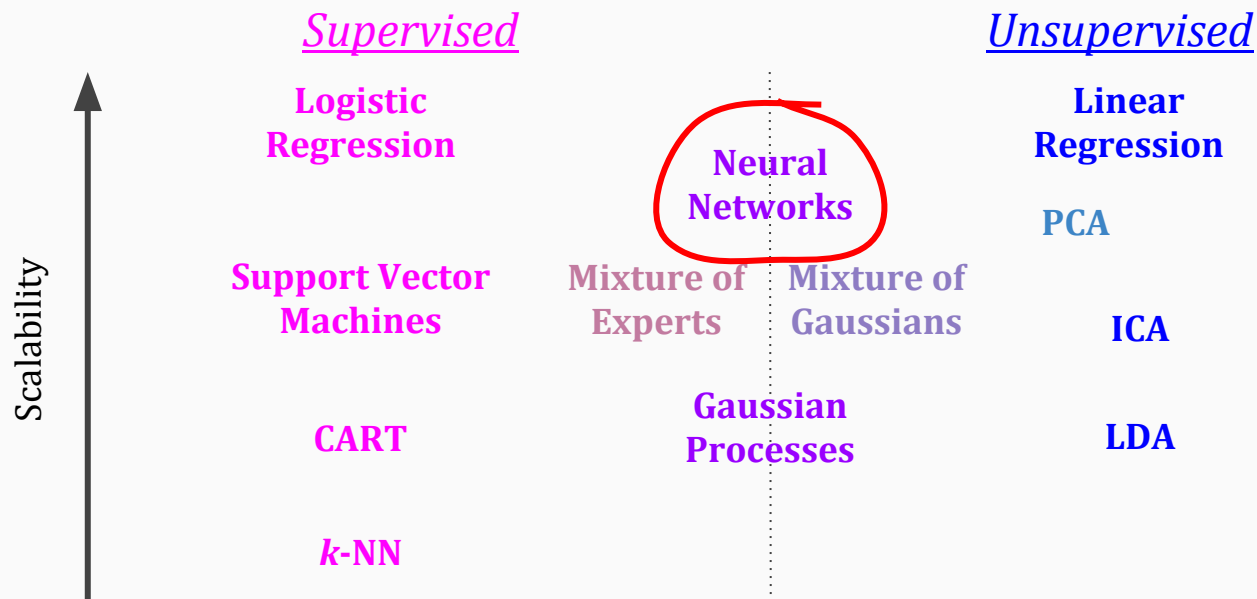 Supervised
Unsupervised
Logistic
Regression
Linear
Regression
Neural
Networks
PCA
Scalability
Support Vector
Machines
Mixture of
Experts
Mixture of
Gaussians
ICA
Gaussian
Processes
CART
LDA
k-NN